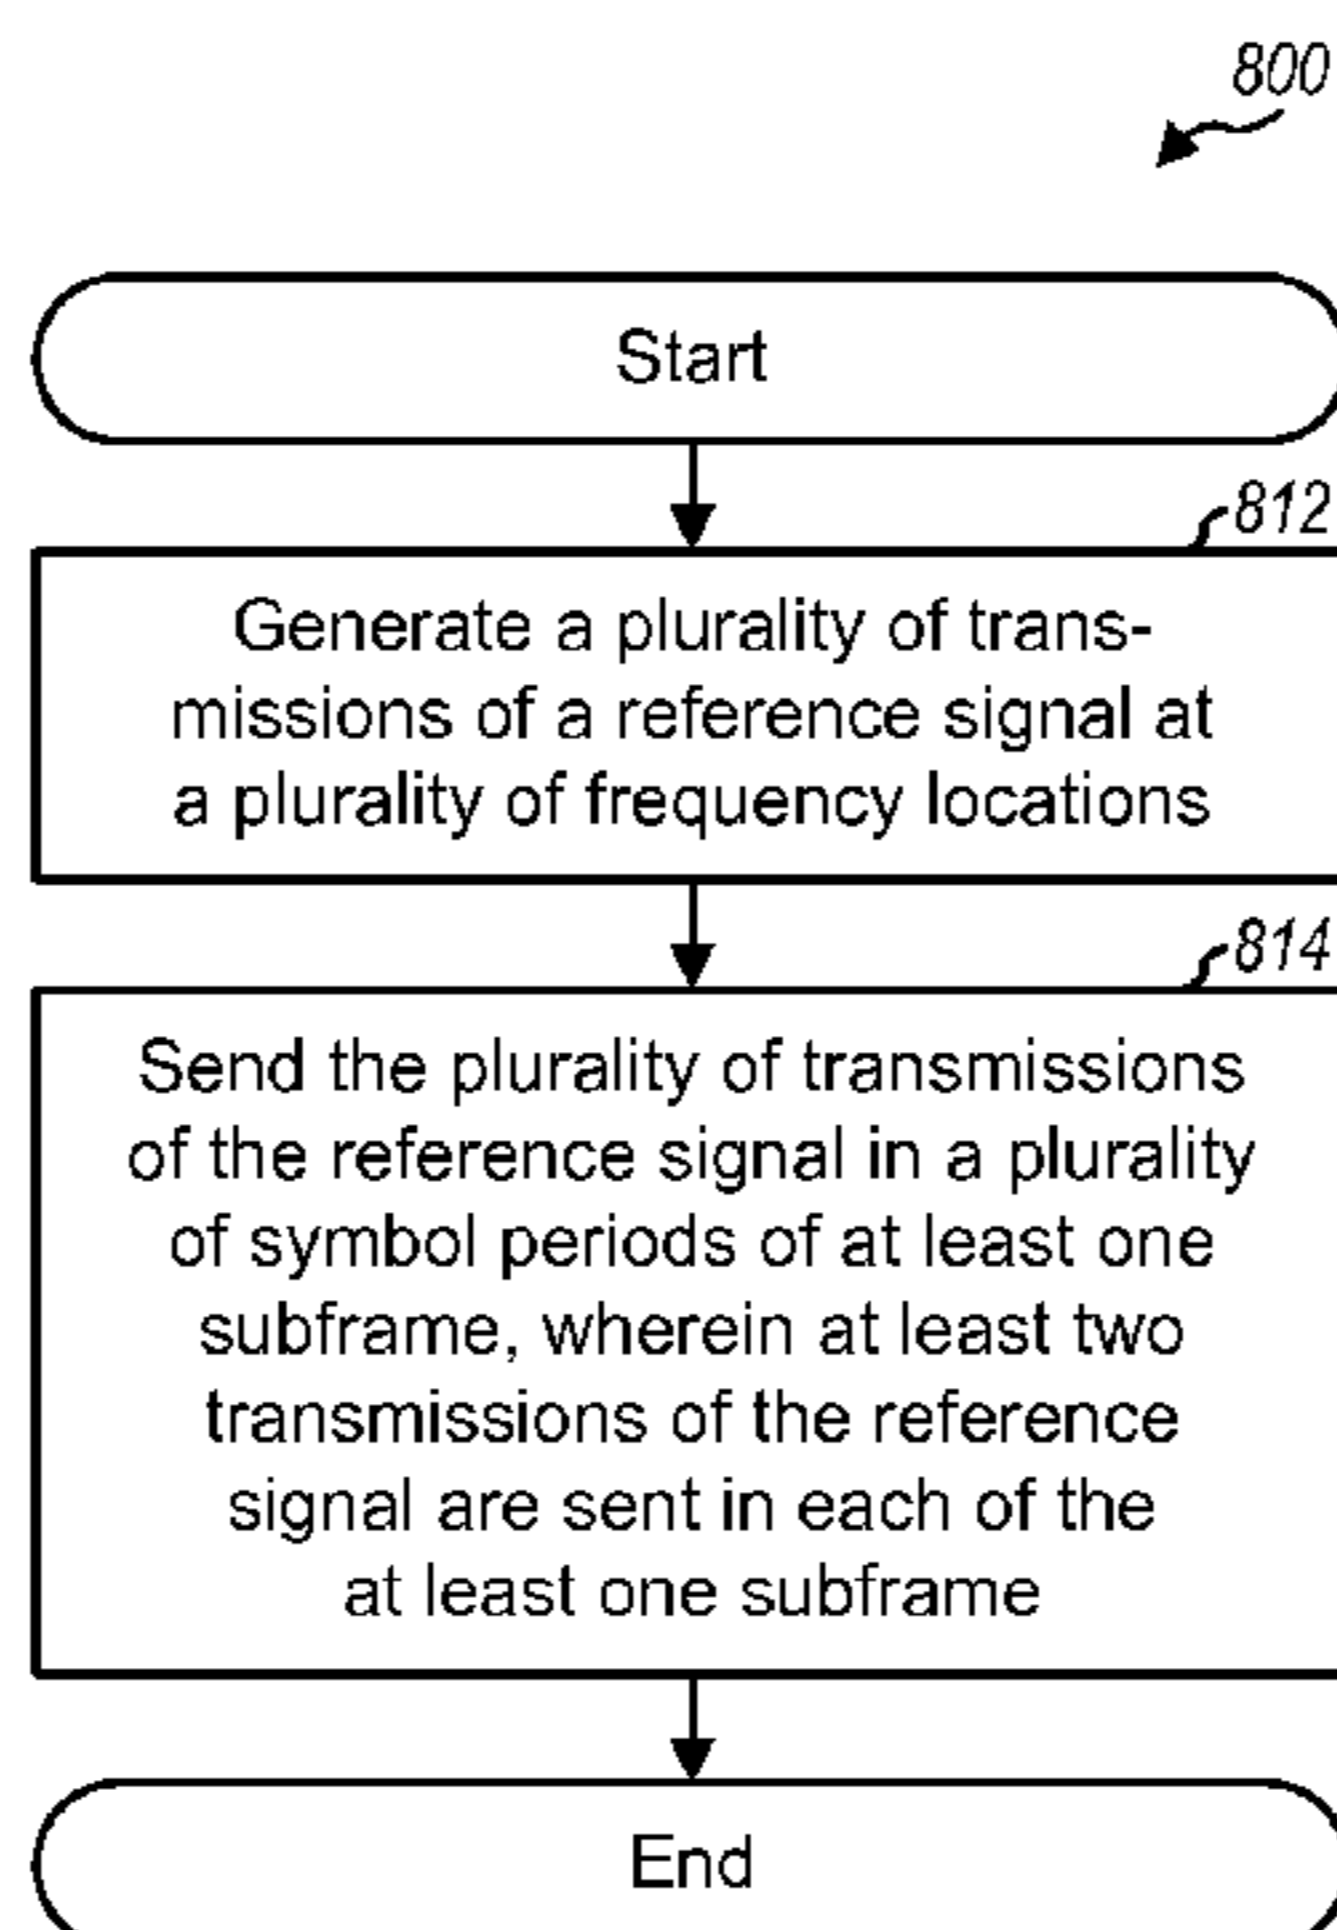 800
Start
812
Generate a plurality of trans-
missions of a reference signal at
a plurality of frequency locations
814
Send the plurality of transmissions
of the reference signal in a plurality
of symbol periods of at least one
subframe, wherein at least two
transmissions of the reference
signal are sent in each of the
at least one subframe
End